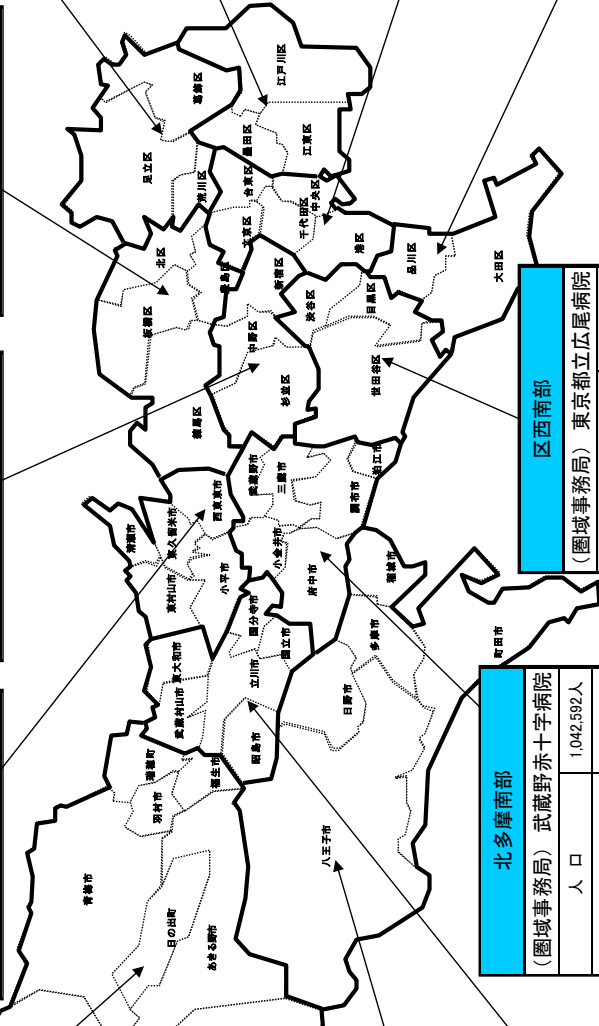 葛飾区
江戸川区
足立区
墨田区
江東区
荒川区
台東区
文京区
千代田区
中央区
港区
北区
豊島区
新宿区
渋谷区
目黒区
品川区
大田区
板橋区
中野区
杉並区
世田谷区
練馬区
武蔵野市
三鷹市
調布市
狛江市
西東京市
東久留米市
清瀬市
東村山市
小平市
小金井市
府中市
稲城市
国分寺市
国立市
多摩市
町田市
東大和市
武蔵村山市
立川市
昭島市
日野市
瑞穂町
羽村市
福生市
八王子市
青梅市
日の出町
あきる野市
区西南部
(圏域事務局) 東京都立広尾病院
北多摩南部
(圏域事務局) 武蔵野赤十字病院
人 口
1,042,592人